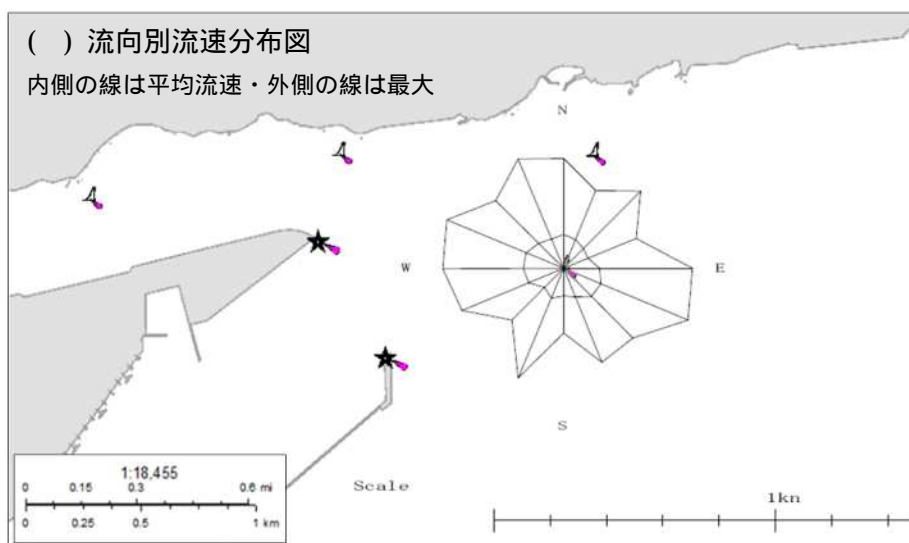 ( ) 流向別流速分布図
内側の線は平均流速・外側の線は最大
N
W
E
S
1:18,455
0 0.15 0.3 0.6 mi
0 0.25 0.5 1 km
Scale
1kn